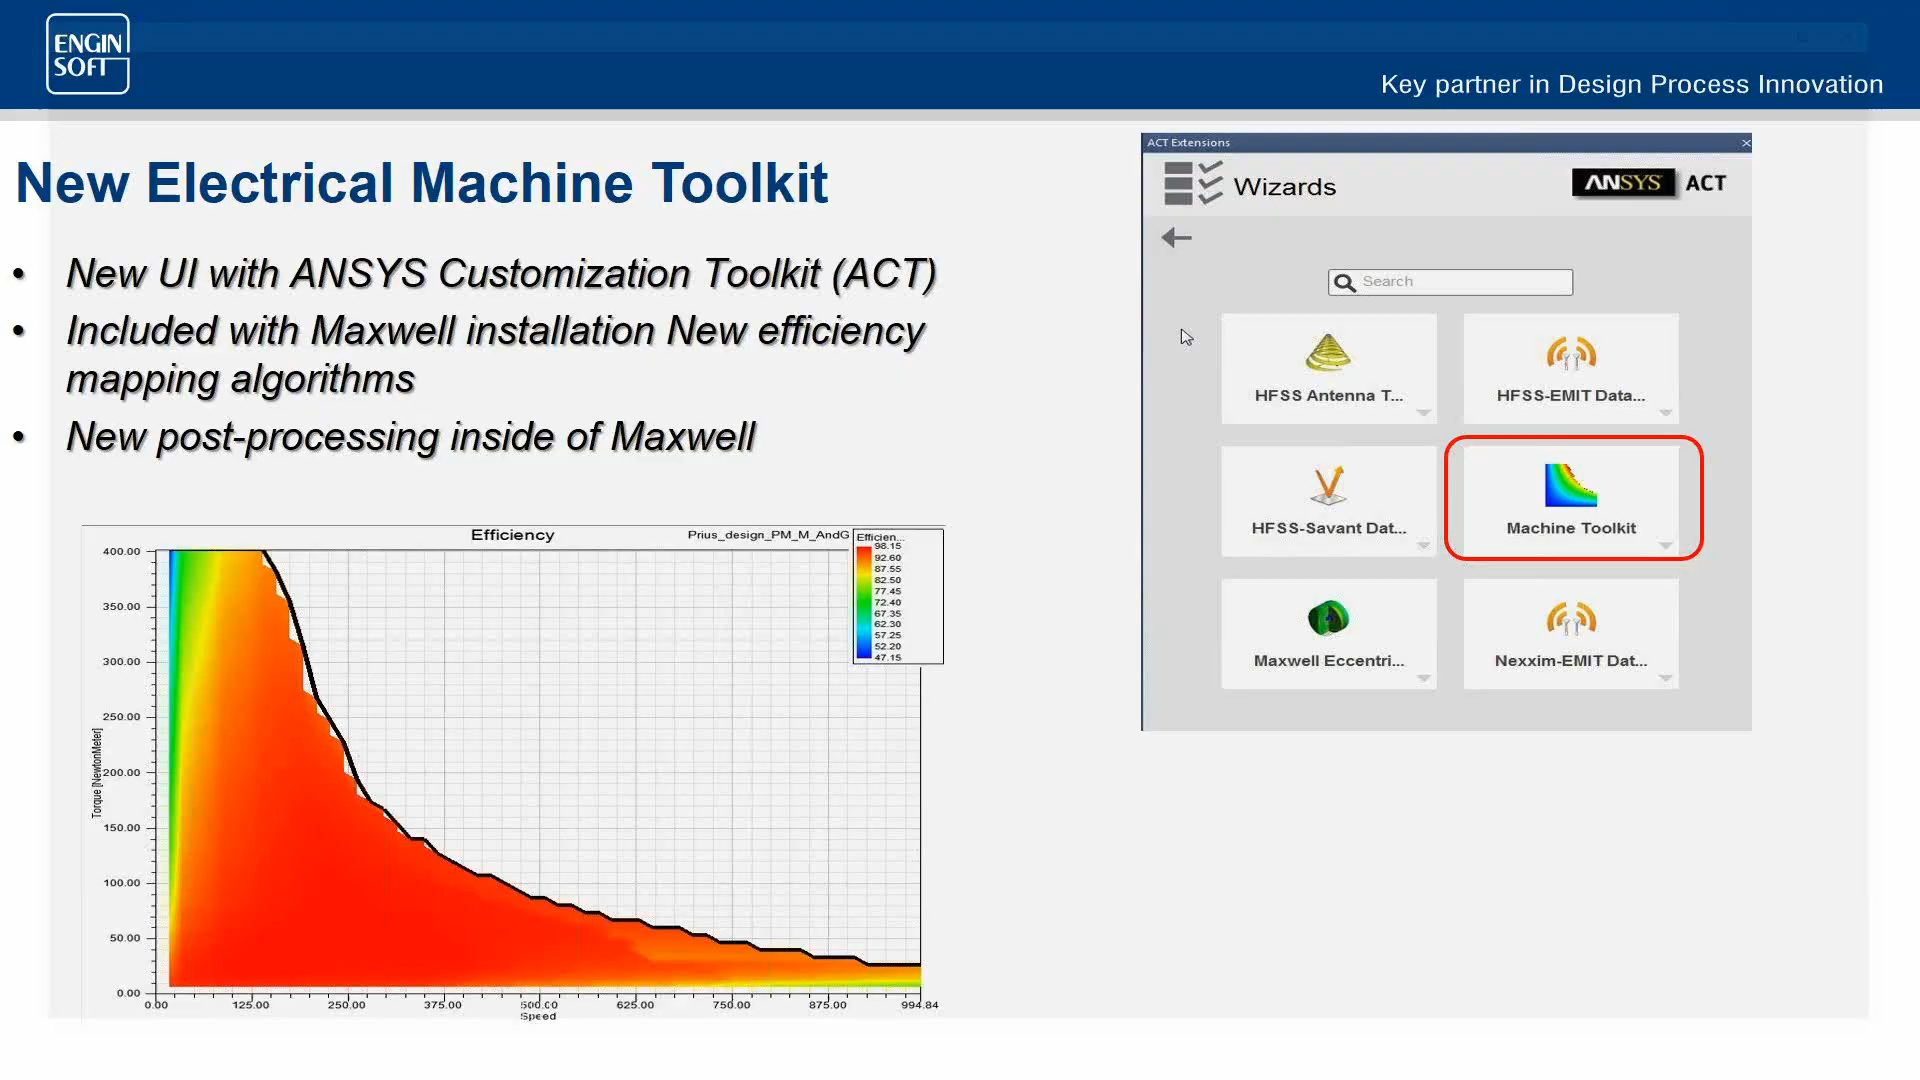 ENGIN
SOFT
Key partner in Design Process Innovation
New Electrical Machine Toolkit
• New UI with ANSYS Customization Toolkit (ACT)
• Included with Maxwell installation New efficiency
mapping algorithms
• New post-processing inside of Maxwell
ACT Extensions
Wizards
ANSYS ACT
Search
HFSS Antenna T...
HFSS-EMIT Data...
HFSS-Savant Dat...
Machine Toolkit
Maxwell Eccentri...
Nexxim-EMIT Dat...
Efficiency
Prius_design_PM_M_AndG
Efficien...
98.15
92.60
87.55
82.50
77.45
72.40
67.35
62.30
57.25
52.20
47.15
Torque [NewtonMeter]
400.00
350.00
300.00
250.00
200.00
150.00
100.00
50.00
0.00
0.00 125.00 250.00 375.00 500.00 625.00 750.00 875.00 994.84
Speed